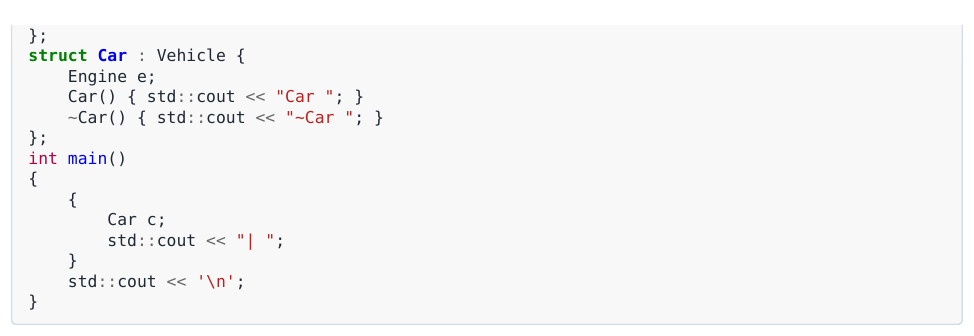 };
struct Car : Vehicle {
    Engine e;
    Car() { std::cout << "Car "; }
    ~Car() { std::cout << "~Car "; }
};
int main()
{
    {
        Car c;
        std::cout << "| ";
    }
    std::cout << '\n';
}